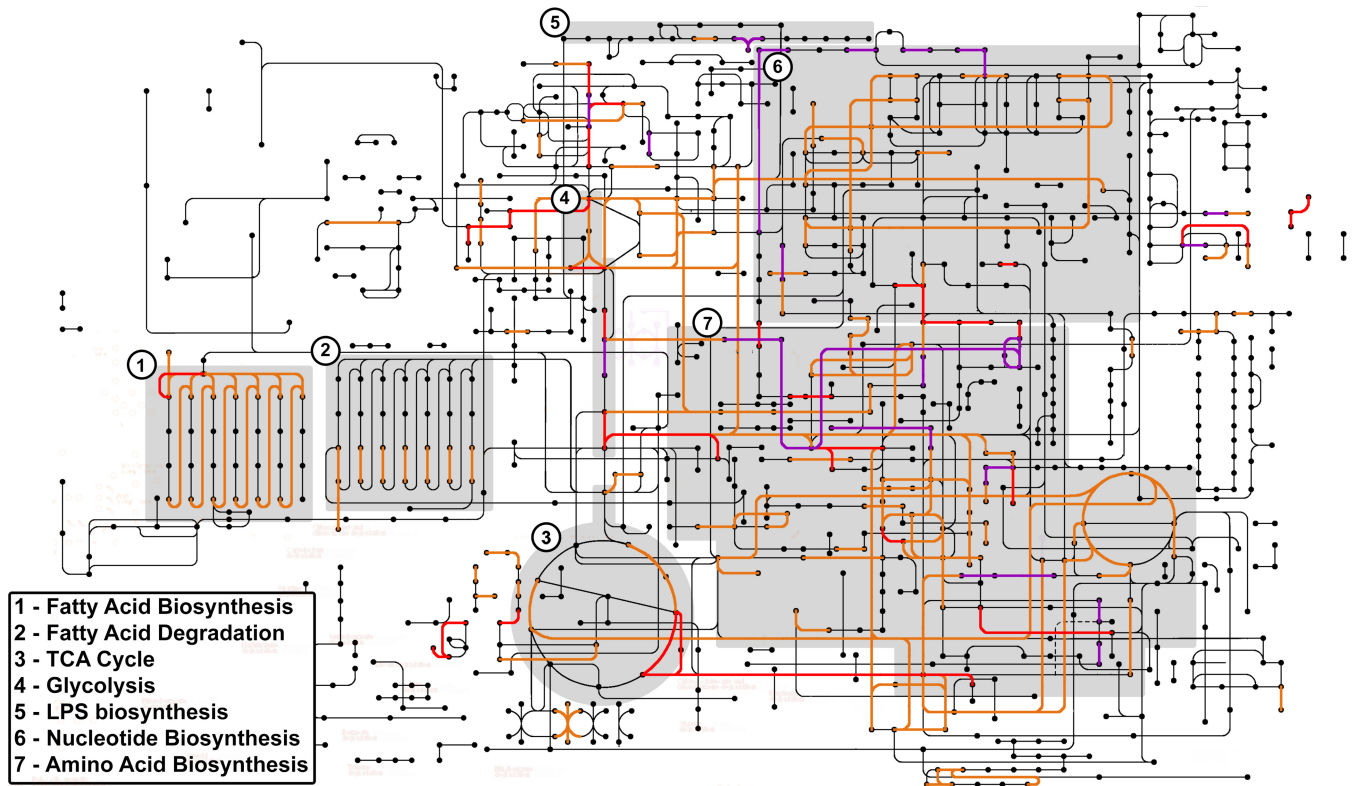 5
6
4
7
2
1
3
1 - Fatty Acid Biosynthesis
2 - Fatty Acid Degradation
3 - TCA Cycle
4 - Glycolysis
5 - LPS biosynthesis
6 - Nucleotide Biosynthesis
7 - Amino Acid Biosynthesis